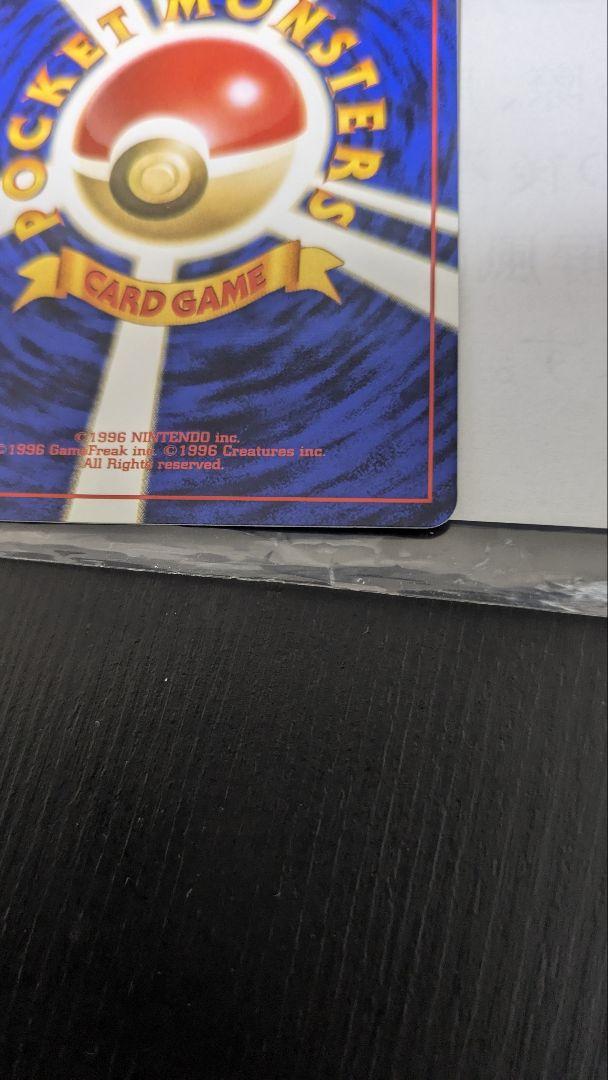 POCKET MONSTERS
CARD GAME
©1996 NINTENDO inc.
©1996 GameFreak inc. ©1996 Creatures inc.
All Rights reserved.